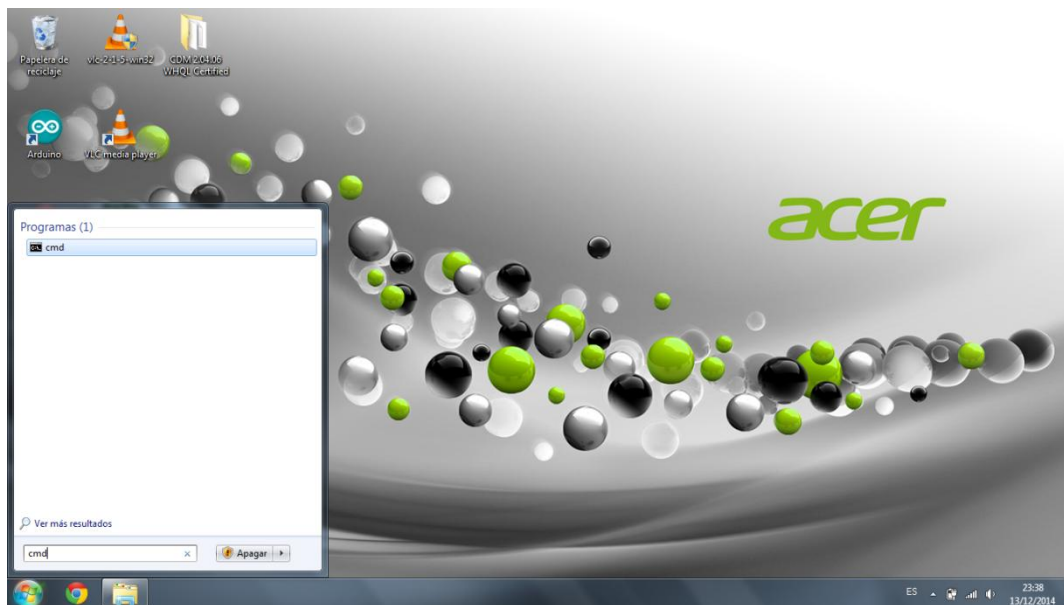 Papelera de
reciclaje
vlc-2-1-5-win32
CDM 2.04.06
WHQL Certified
Arduino
VLC media player
acer
Programas (1)
cmd
Ver más resultados
cmd
Apagar
ES
23:38
13/12/2014